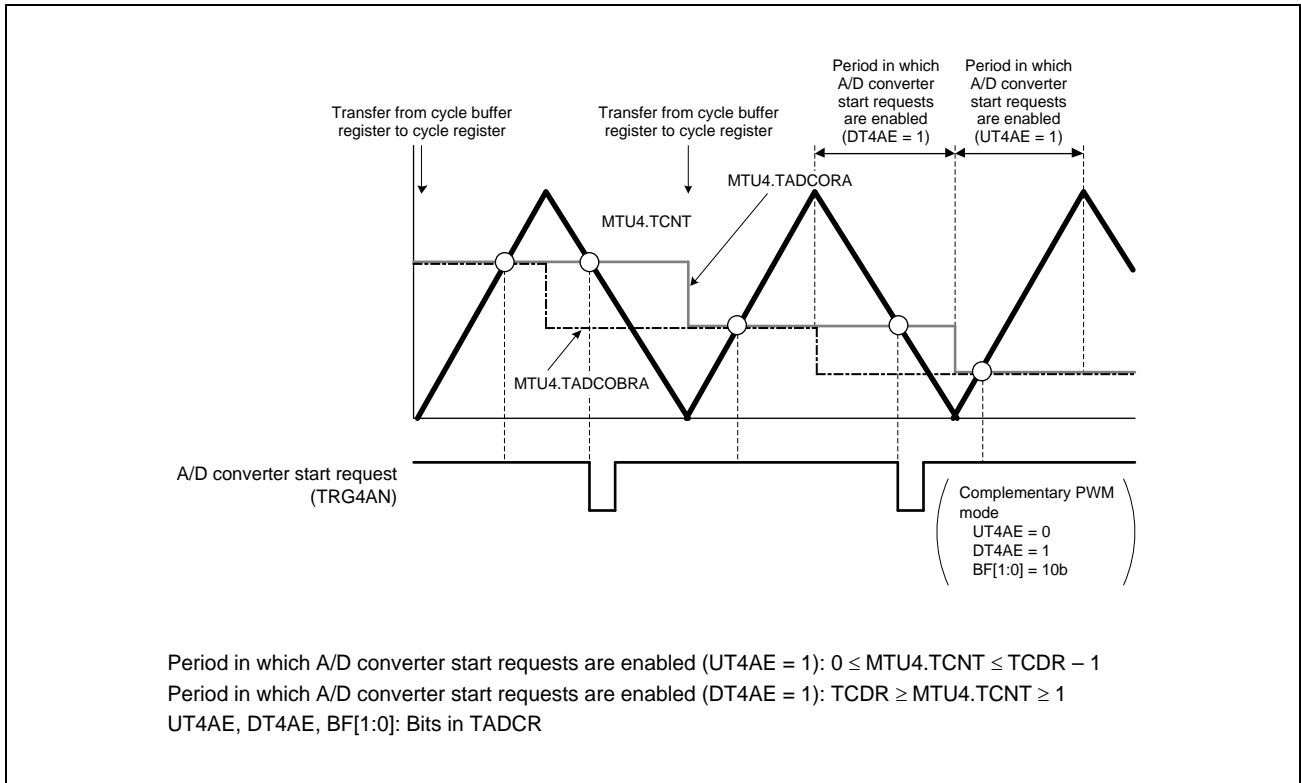 Period in which
A/D converter
start requests
are enabled
(DT4AE = 1)
Period in which
A/D converter
start requests
are enabled
(UT4AE = 1)
Transfer from cycle buffer
register to cycle register
Transfer from cycle buffer
register to cycle register
MTU4.TADCORA
MTU4.TCNT
MTU4.TADCOBRA
A/D converter start request
(TRG4AN)
Complementary PWM
mode
UT4AE = 0
DT4AE = 1
BF[1:0] = 10b
Period in which A/D converter start requests are enabled (UT4AE = 1): 0 ≤ MTU4.TCNT ≤ TCDR – 1
Period in which A/D converter start requests are enabled (DT4AE = 1): TCDR ≥ MTU4.TCNT ≥ 1
UT4AE, DT4AE, BF[1:0]: Bits in TADCR